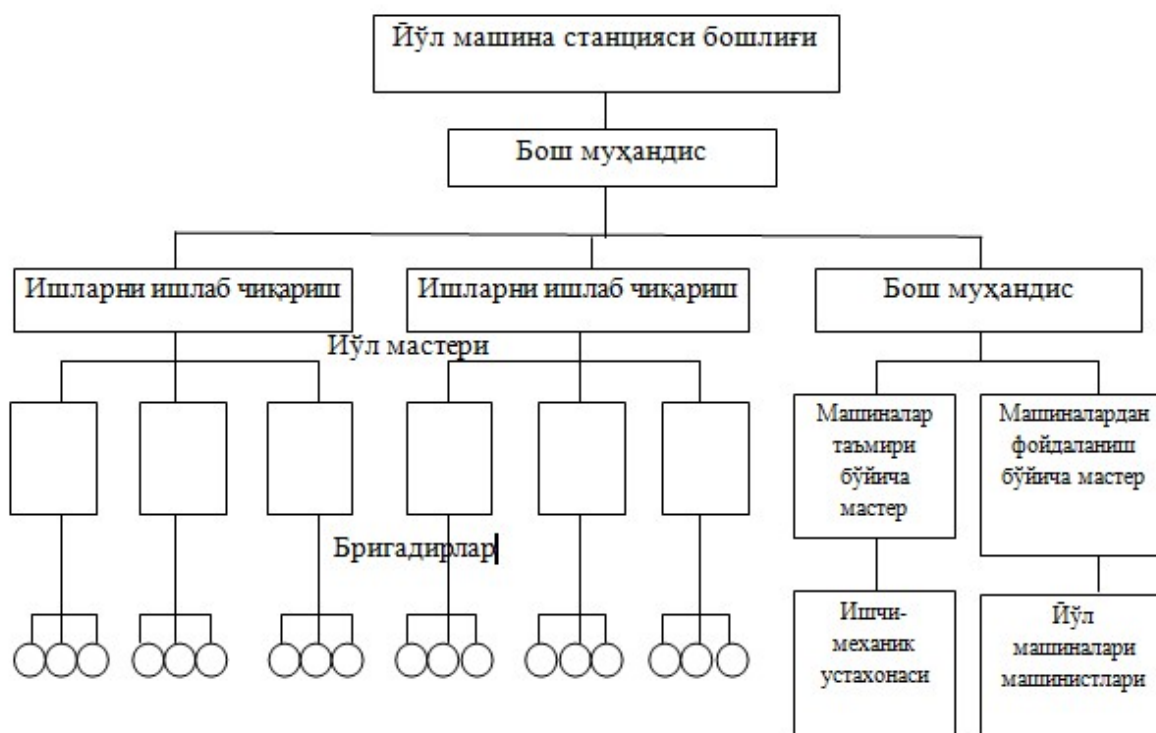 Йўл машина станцияси бошлиғи
Бош муҳандис
Ишларни ишлаб чиқариш
Ишларни ишлаб чиқариш
Бош муҳандис
Йўл мастери
Машиналар
таъмири
бўйича
мастер
Машиналардан
фойдаланиш
бўйича мастер
Бригадирлар
Ишчи-
механик
устахонаси
Йўл
машиналари
машинистлари